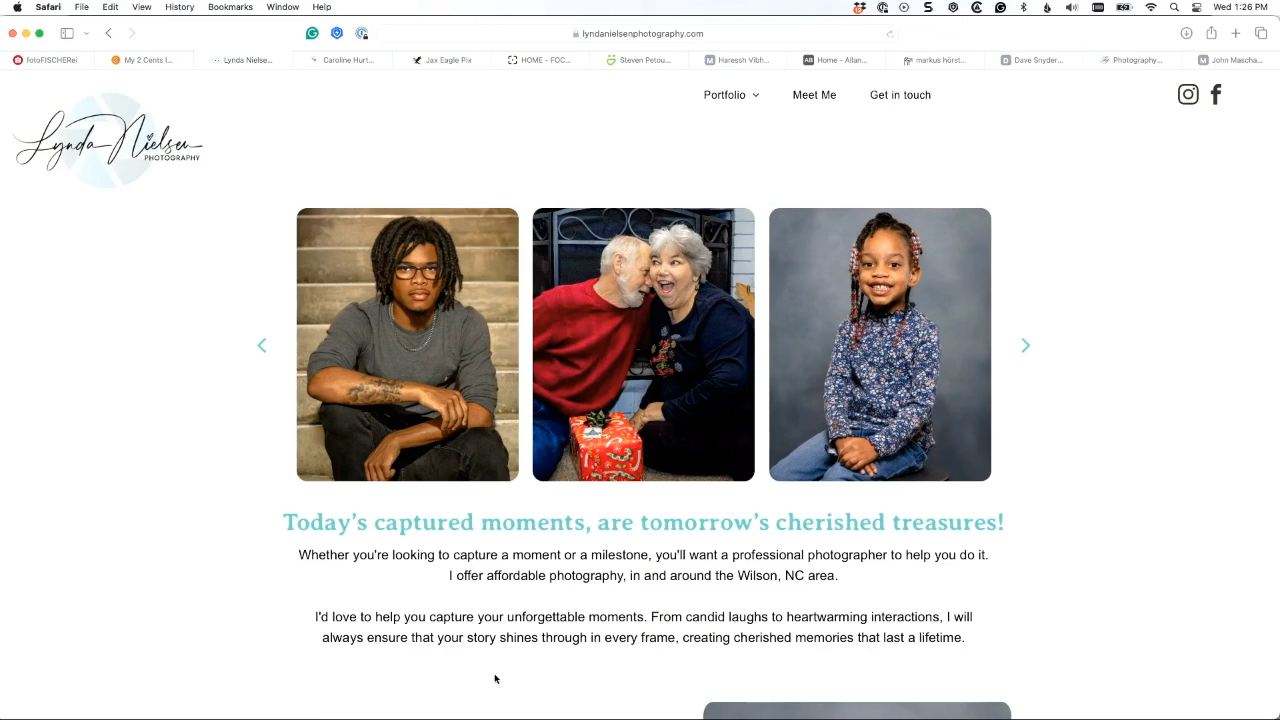 Safari File Edit View History Bookmarks Window Help Wed 1:26 PM
lyndanielsenphotography.com
fotoFISCHERei My 2 Cents I... Lynda Nielse... Caroline Hurt... Jax Eagle Pix HOME - FOC... Steven Petou... Haressh Vibh... Home - Allan... markus hörst... Dave Snyder... Photography... John Mascha...
Portfolio Meet Me Get in touch
Lynda Nielsen
PHOTOGRAPHY
Today's captured moments, are tomorrow's cherished treasures!
Whether you're looking to capture a moment or a milestone, you'll want a professional photographer to help you do it.
I offer affordable photography, in and around the Wilson, NC area.
I'd love to help you capture your unforgettable moments. From candid laughs to heartwarming interactions, I will
always ensure that your story shines through in every frame, creating cherished memories that last a lifetime.